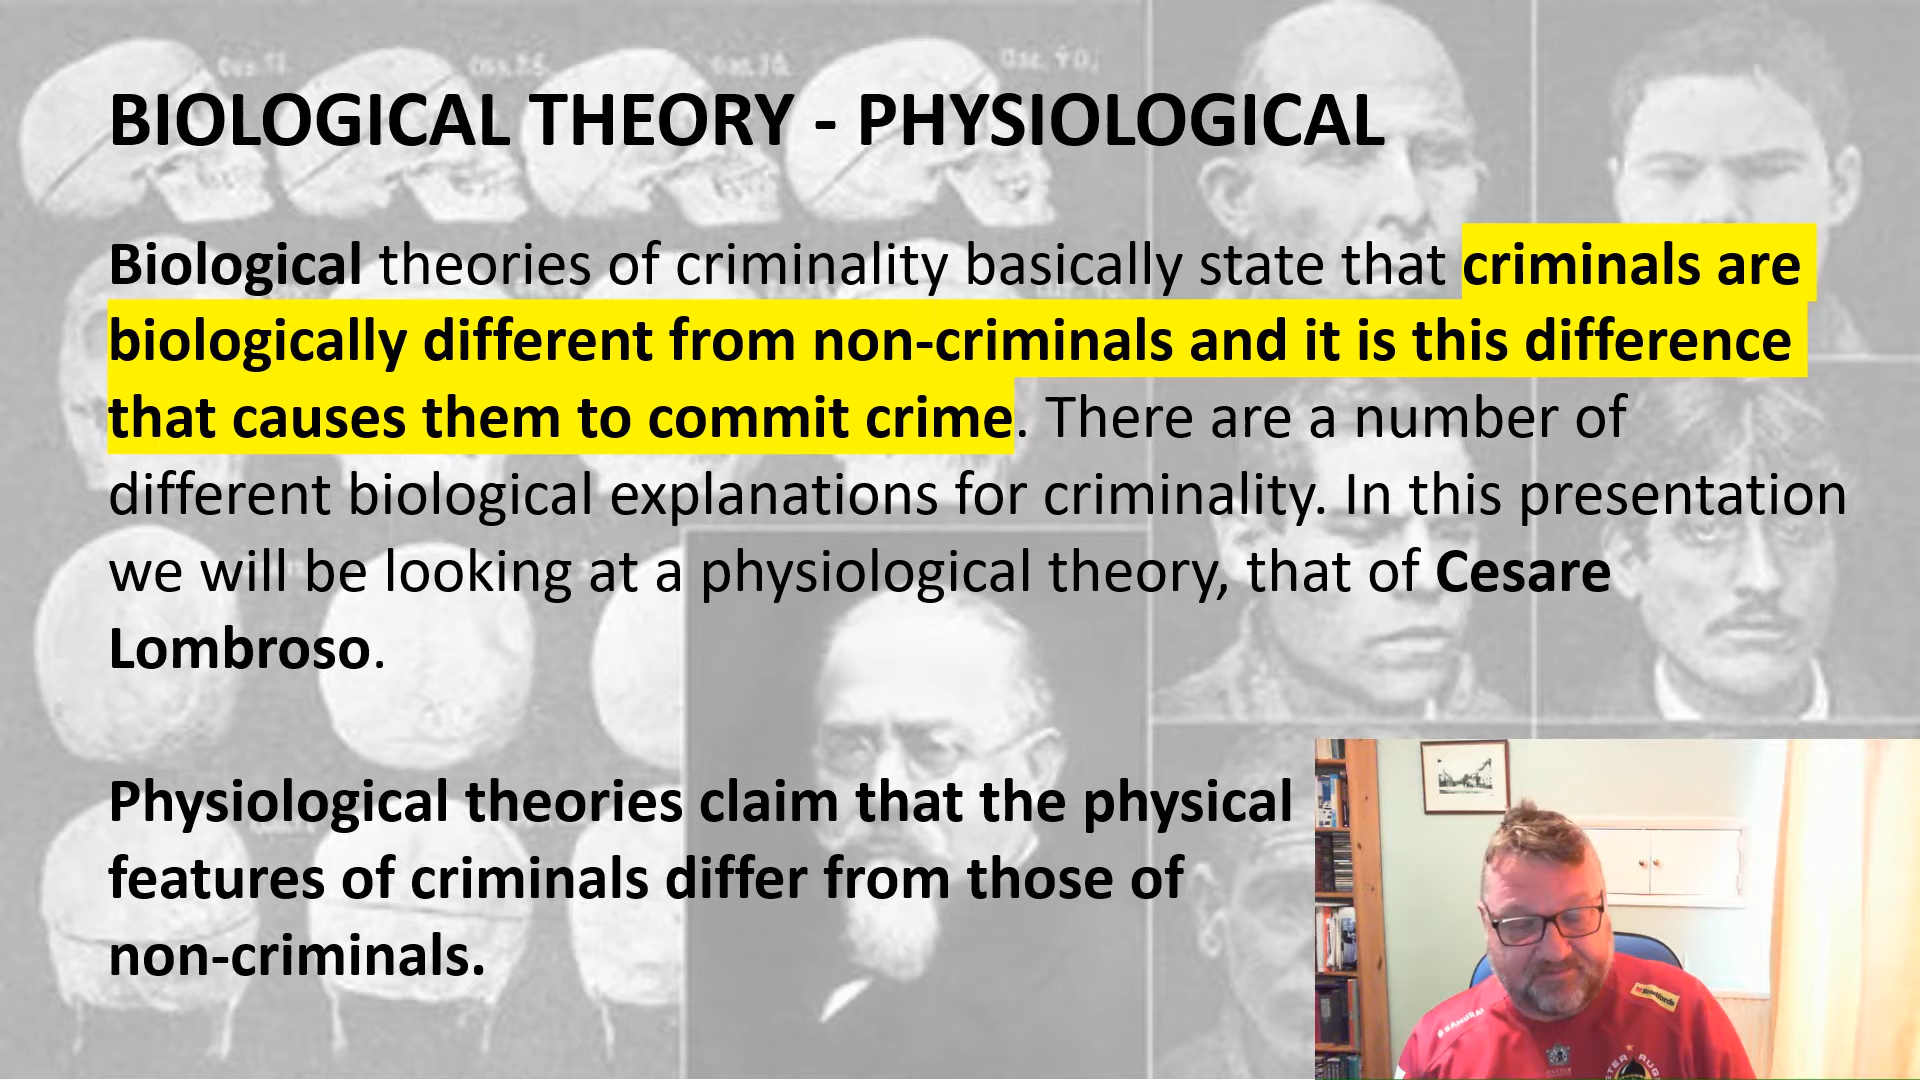 BIOLOGICAL THEORY - PHYSIOLOGICAL
Biological theories of criminality basically state that criminals are
biologically different from non-criminals and it is this difference
that causes them to commit crime. There are a number of
different biological explanations for criminality. In this presentation
we will be looking at a physiological theory, that of Cesare
Lombroso.
Physiological theories claim that the physical
features of criminals differ from those of
non-criminals.
SAMURAI
Bradfords